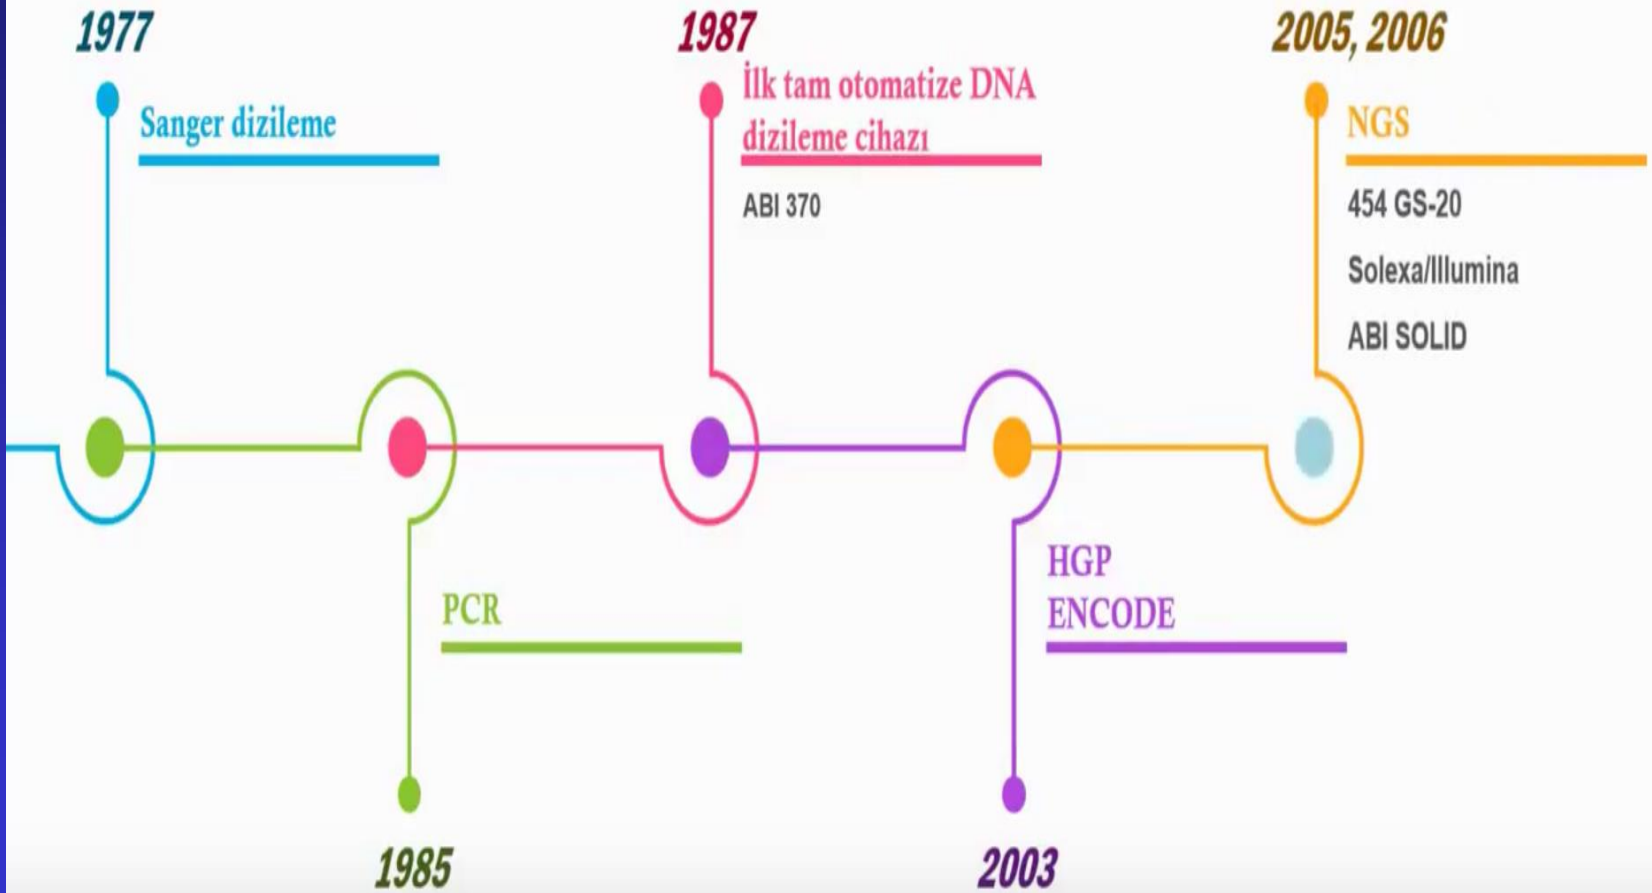 1977
Sanger dizileme
1985
PCR
1987
İlk tam otomatize DNA
dizileme cihazı
ABI 370
2003
HGP
ENCODE
2005, 2006
NGS
454 GS-20
Solexa/Illumina
ABI SOLID